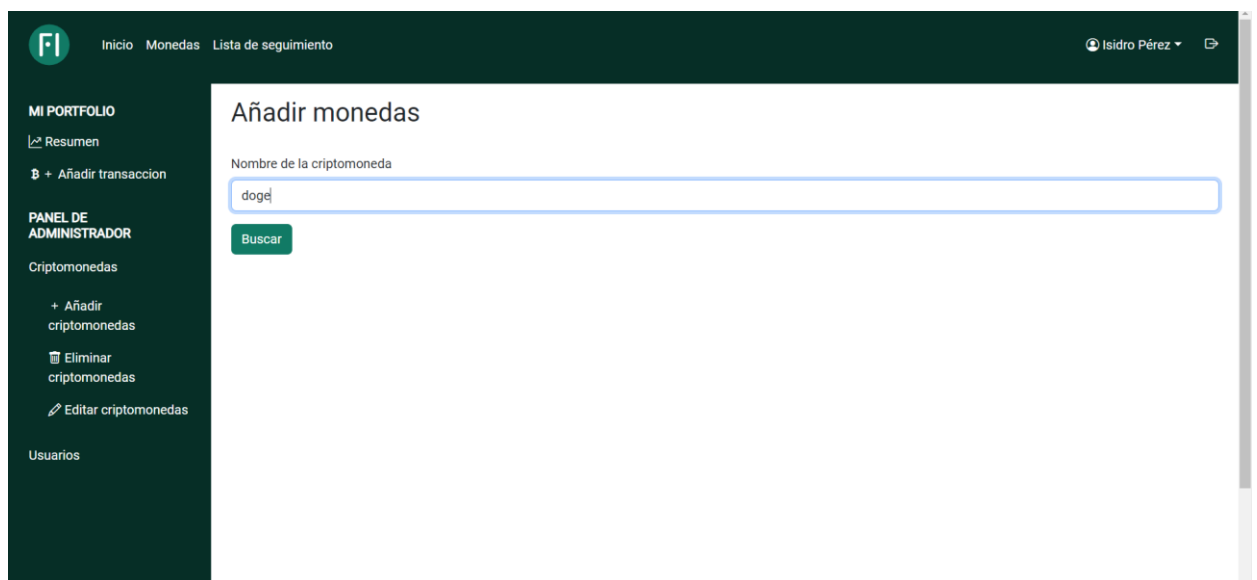 FI
Inicio Monedas Lista de seguimiento
Isidro Pérez
MI PORTFOLIO
Resumen
+ Añadir transaccion
PANEL DE
ADMINISTRADOR
Criptomonedas
+ Añadir
criptomonedas
Eliminar
criptomonedas
Editar criptomonedas
Usuarios
Añadir monedas
Nombre de la criptomoneda
doge
Buscar